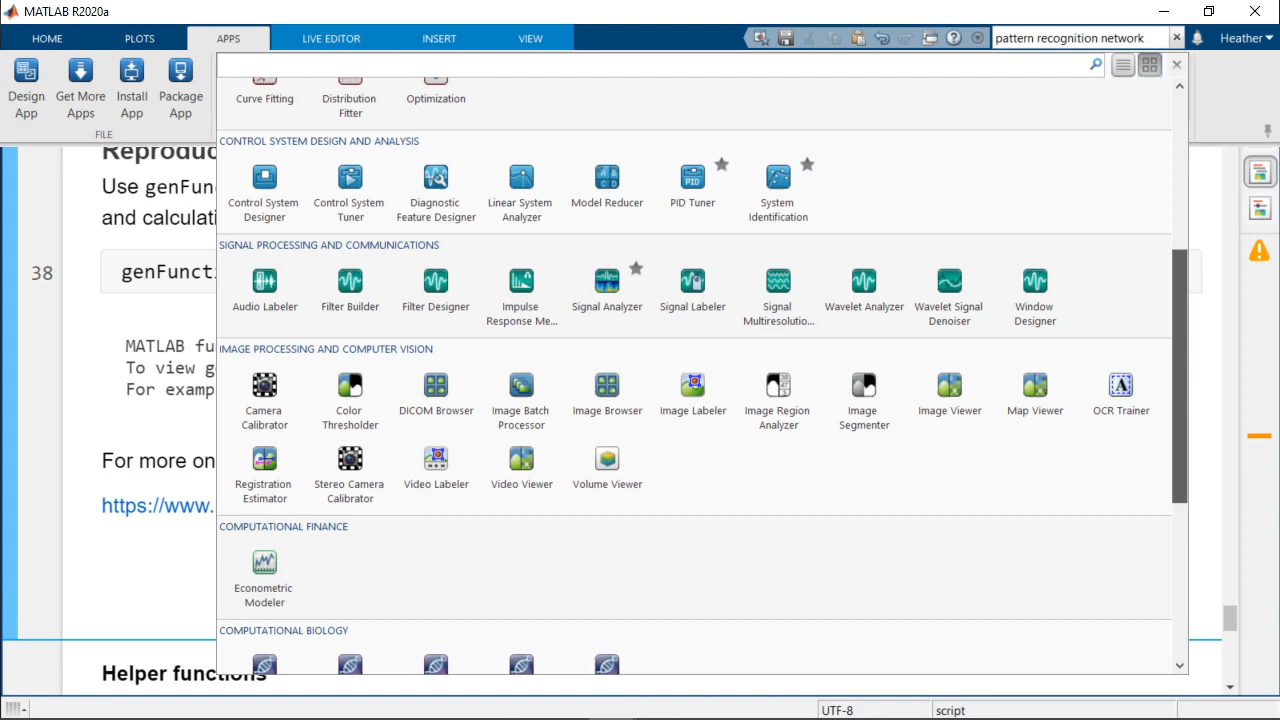 MATLAB R2020a
HOME PLOTS APPS LIVE EDITOR INSERT VIEW pattern recognition network Heather
Design App
Get More Apps
Install App
Package App
FILE
Curve Fitting
Distribution Fitter
Optimization
CONTROL SYSTEM DESIGN AND ANALYSIS
Control System Designer
Control System Tuner
Diagnostic Feature Designer
Linear System Analyzer
Model Reducer
PID
PID Tuner
System Identification
SIGNAL PROCESSING AND COMMUNICATIONS
Audio Labeler
Filter Builder
Filter Designer
Impulse Response Me...
Signal Analyzer
Signal Labeler
Signal Multiresolutio...
Wavelet Analyzer
Wavelet Signal Denoiser
Window Designer
IMAGE PROCESSING AND COMPUTER VISION
Camera Calibrator
Color Thresholder
DICOM Browser
Image Batch Processor
Image Browser
Image Labeler
Image Region Analyzer
Image Segmenter
Image Viewer
Map Viewer
OCR Trainer
Registration Estimator
Stereo Camera Calibrator
Video Labeler
Video Viewer
Volume Viewer
COMPUTATIONAL FINANCE
Econometric Modeler
COMPUTATIONAL BIOLOGY
Reproduc
Use genFun
and calculati
38 genFuncti
MATLAB fu
To view g
For examp
For more on
https://www.
Helper functions
UTF-8 script